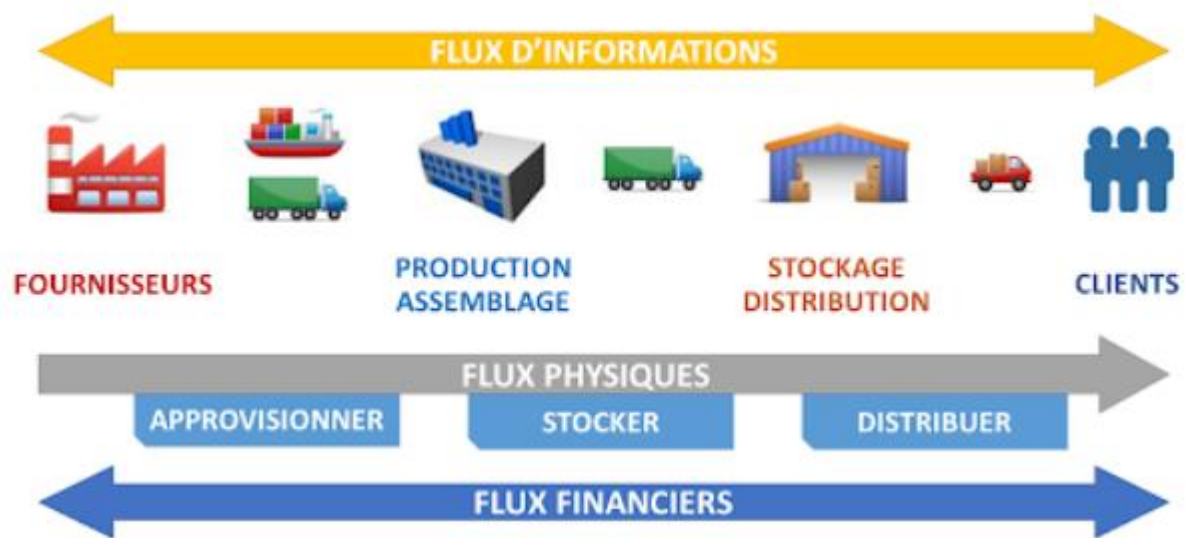 FLUX D'INFORMATIONS
FOURNISSEURS
PRODUCTION
ASSEMBLAGE
STOCKAGE
DISTRIBUTION
CLIENTS
FLUX PHYSIQUES
APPROVISIONNER
STOCKER
DISTRIBUER
FLUX FINANCIERS